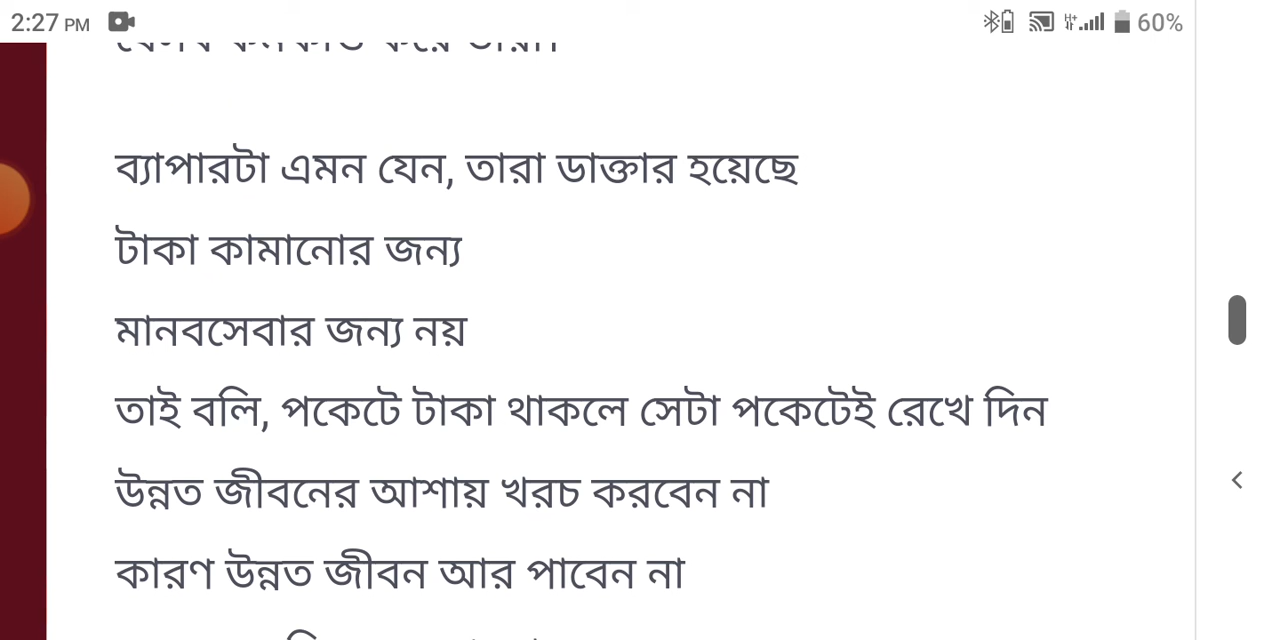 2:27 PM
60%
ব্যাপারটা এমন যেন, তারা ডাক্তার হয়েছে
টাকা কামানোর জন্য
মানবসেবার জন্য নয়
তাই বলি, পকেটে টাকা থাকলে সেটা পকেটেই রেখে দিন
উন্নত জীবনের আশায় খরচ করবেন না
কারণ উন্নত জীবন আর পাবেন না